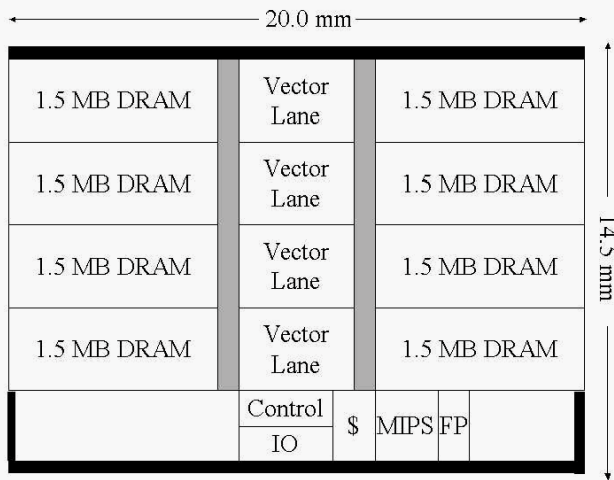 20.0 mm
1.5 MB DRAM
Vector
Lane
1.5 MB DRAM
1.5 MB DRAM
Vector
Lane
1.5 MB DRAM
1.5 MB DRAM
Vector
Lane
1.5 MB DRAM
1.5 MB DRAM
Vector
Lane
1.5 MB DRAM
14.5 mm
Control
IO
$
MIPS
FP